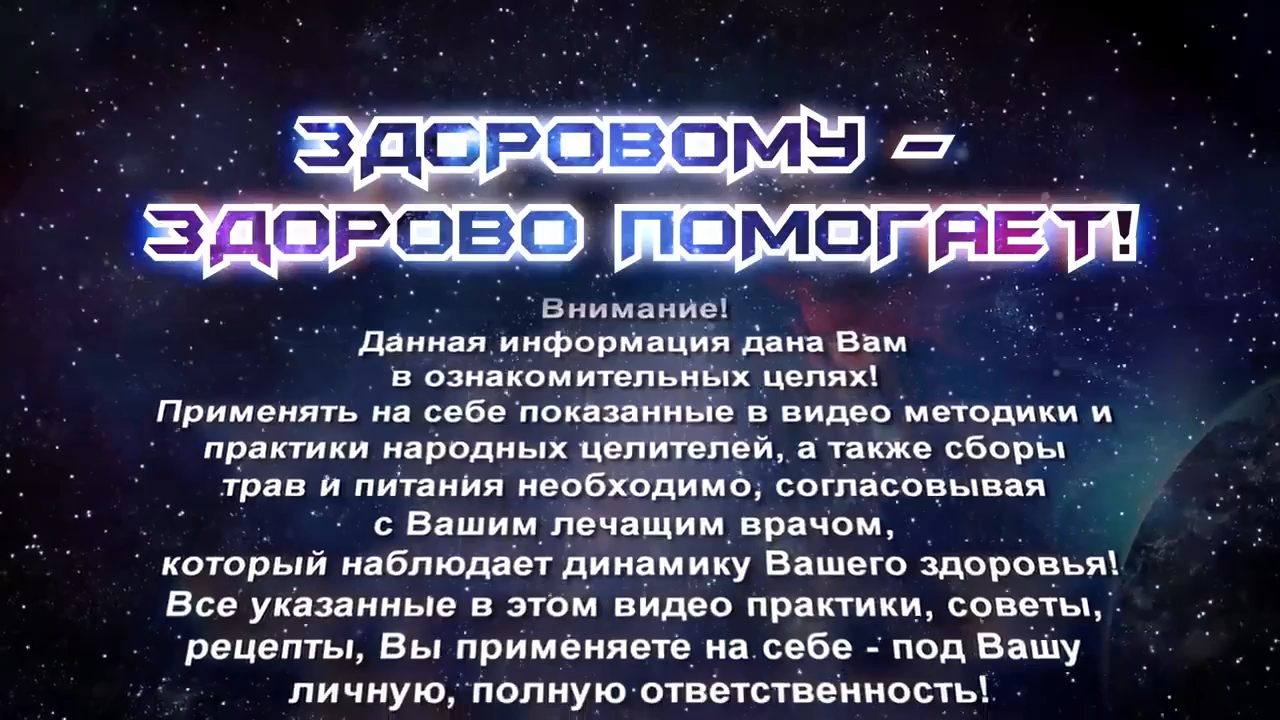 ЗДОРОВОМУ -
ЗДОРОВО ПОМОГАЕТ!
Внимание!
Данная информация дана Вам
в ознакомительных целях!
Применять на себе показанные в видео методики и
практики народных целителей, а также сборы
трав и питания необходимо, согласовывая
с Вашим лечащим врачом,
который наблюдает динамику Вашего здоровья!
Все указанные в этом видео практики, советы,
рецепты, Вы применяете на себе - под Вашу
личную, полную ответственность!